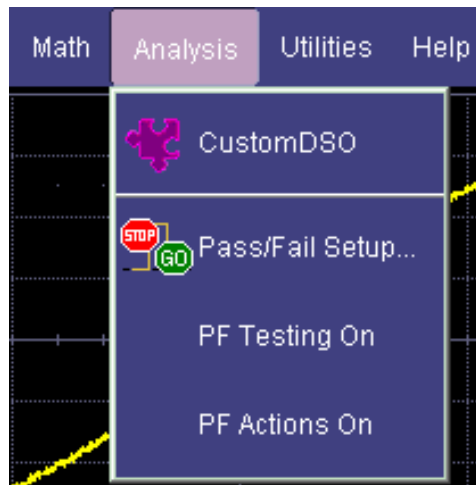 Math Analysis Utilities Help
CustomDSO
STOP
GO
Pass/Fail Setup...
PF Testing On
PF Actions On